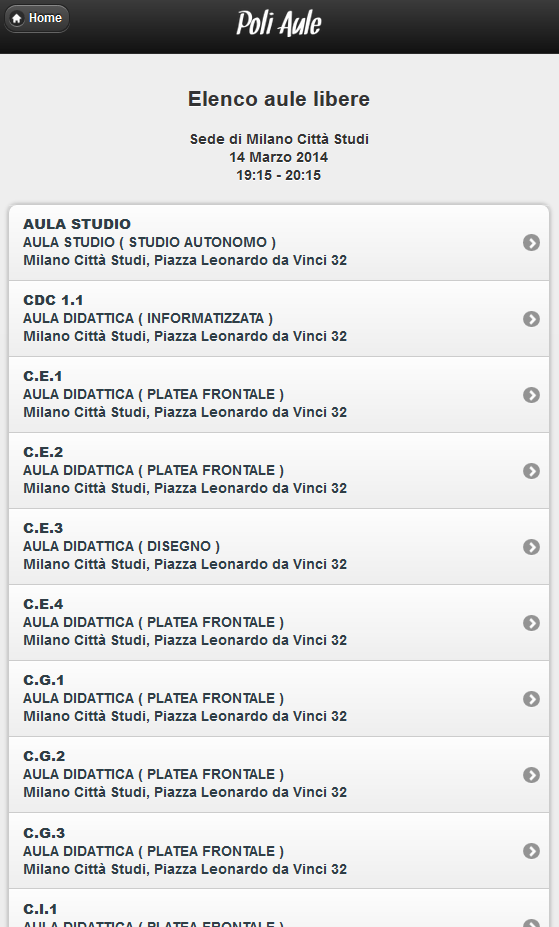 Home
Poli Aule
Elenco aule libere
Sede di Milano Città Studi
14 Marzo 2014
19:15 - 20:15
AULA STUDIO
AULA STUDIO ( STUDIO AUTONOMO )
Milano Città Studi, Piazza Leonardo da Vinci 32
CDC 1.1
AULA DIDATTICA ( INFORMATIZZATA )
Milano Città Studi, Piazza Leonardo da Vinci 32
C.E.1
AULA DIDATTICA ( PLATEA FRONTALE )
Milano Città Studi, Piazza Leonardo da Vinci 32
C.E.2
AULA DIDATTICA ( PLATEA FRONTALE )
Milano Città Studi, Piazza Leonardo da Vinci 32
C.E.3
AULA DIDATTICA ( DISEGNO )
Milano Città Studi, Piazza Leonardo da Vinci 32
C.E.4
AULA DIDATTICA ( PLATEA FRONTALE )
Milano Città Studi, Piazza Leonardo da Vinci 32
C.G.1
AULA DIDATTICA ( PLATEA FRONTALE )
Milano Città Studi, Piazza Leonardo da Vinci 32
C.G.2
AULA DIDATTICA ( PLATEA FRONTALE )
Milano Città Studi, Piazza Leonardo da Vinci 32
C.G.3
AULA DIDATTICA ( PLATEA FRONTALE )
Milano Città Studi, Piazza Leonardo da Vinci 32
C.I.1
AULA DIDATTICA ( PLATEA FRONTALE )